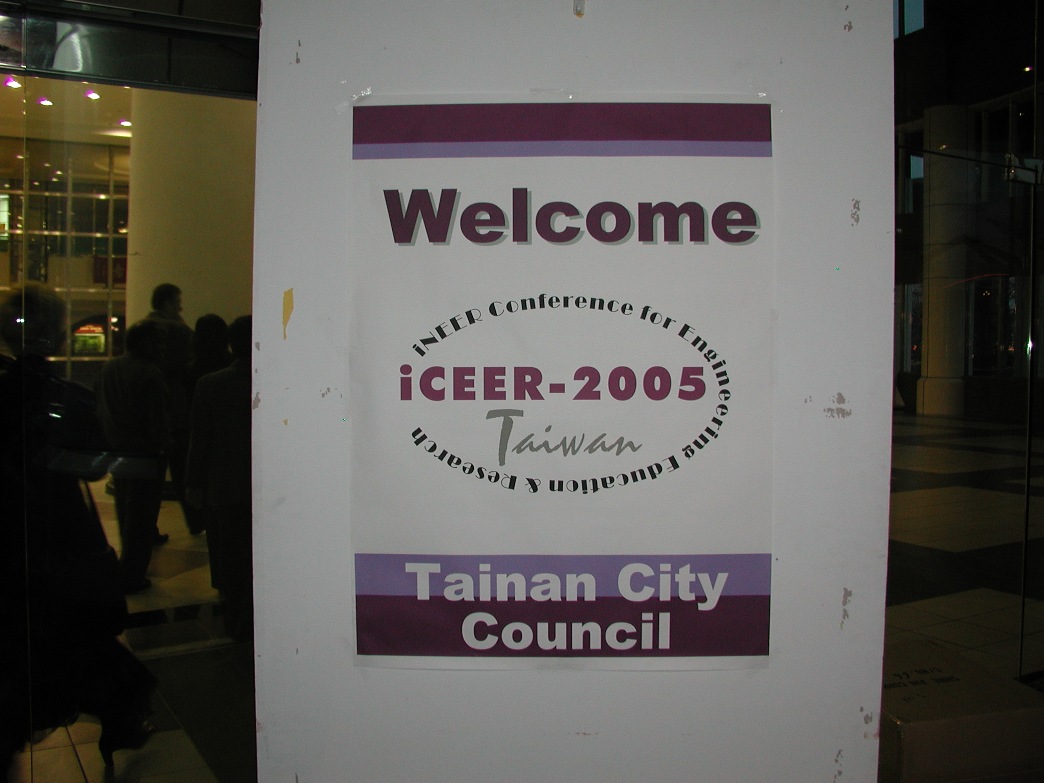 Welcome
iNEER Conference for Engineering Education & Research
iCEER-2005
Taiwan
Tainan City
Council